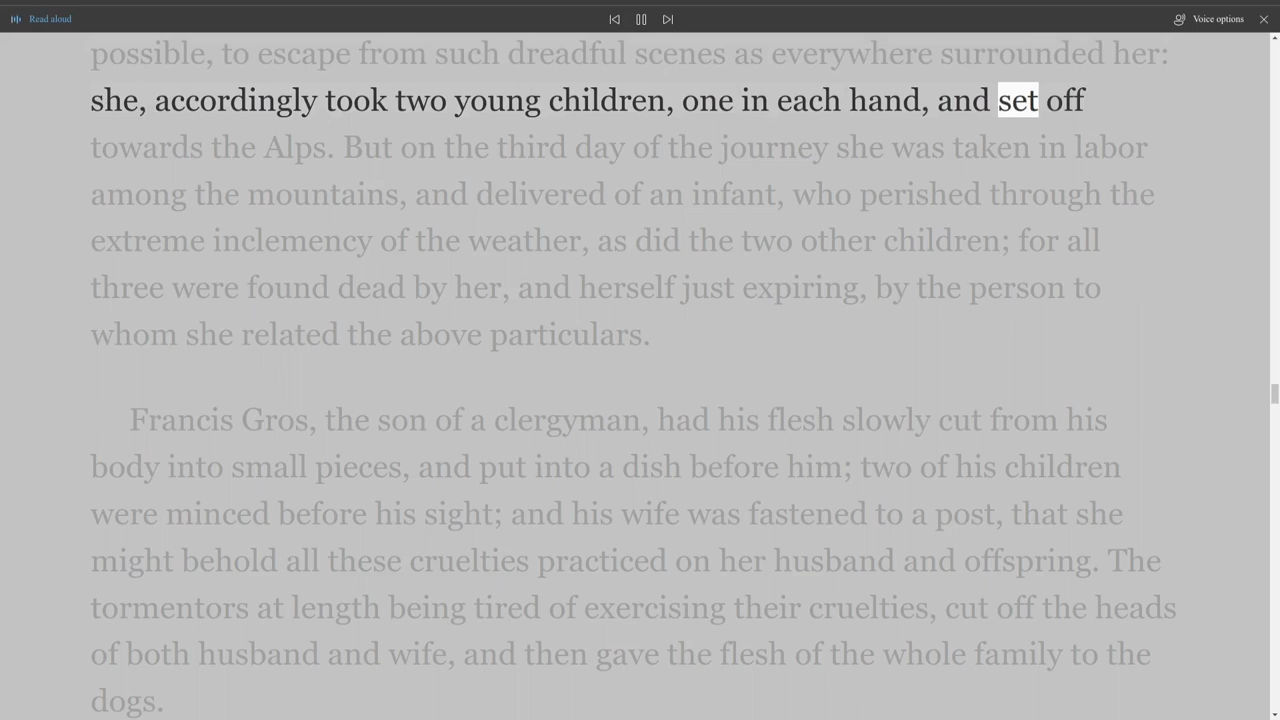 Read aloud
Voice options
possible, to escape from such dreadful scenes as everywhere surrounded her:
she, accordingly took two young children, one in each hand, and set off
towards the Alps. But on the third day of the journey she was taken in labor
among the mountains, and delivered of an infant, who perished through the
extreme inclemency of the weather, as did the two other children; for all
three were found dead by her, and herself just expiring, by the person to
whom she related the above particulars.
Francis Gros, the son of a clergyman, had his flesh slowly cut from his
body into small pieces, and put into a dish before him; two of his children
were minced before his sight; and his wife was fastened to a post, that she
might behold all these cruelties practiced on her husband and offspring. The
tormentors at length being tired of exercising their cruelties, cut off the heads
of both husband and wife, and then gave the flesh of the whole family to the
dogs.